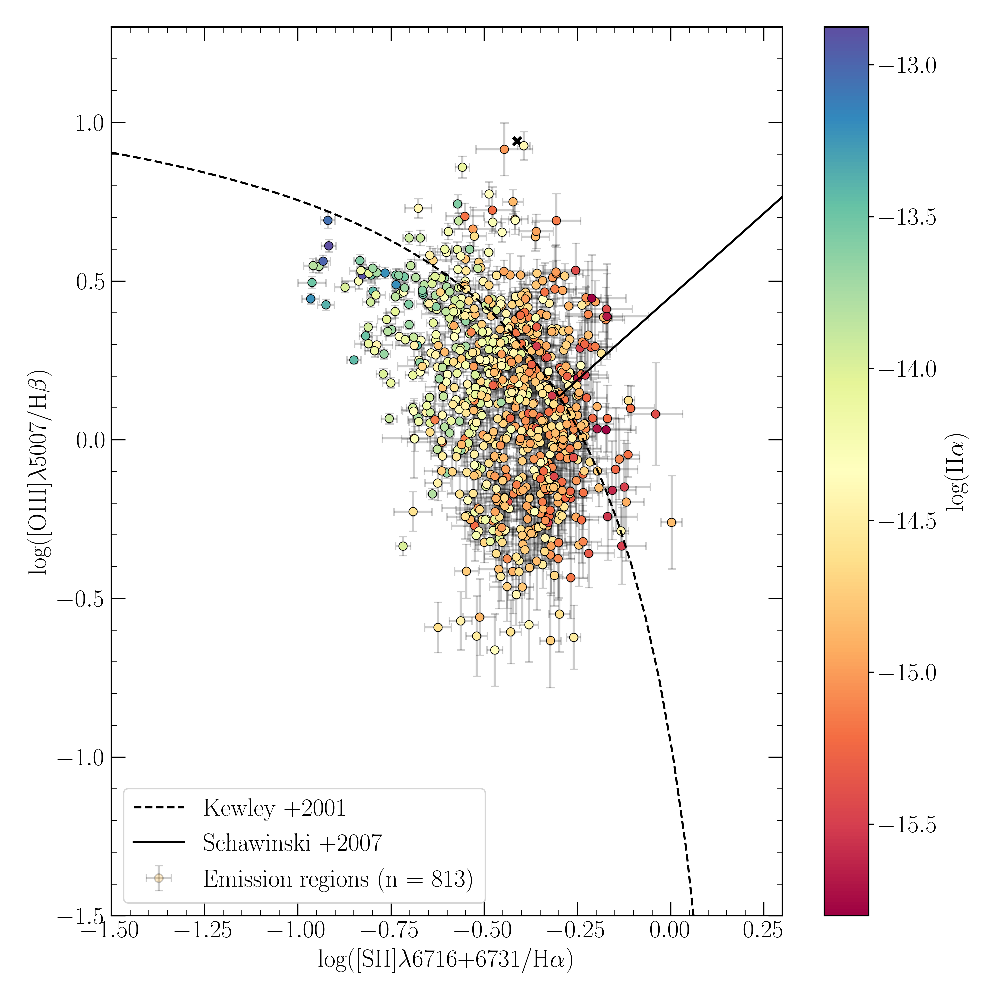 1.0
0.5
0.0
−0.5
−1.0
−1.5
log([OIII]λ5007/Hβ)
Kewley +2001
Schawinski +2007
Emission regions (n = 813)
−1.50 −1.25 −1.00 −0.75 −0.50 −0.25 0.00 0.25
log([SII]λ6716+6731/Hα)
−13.0
−13.5
−14.0
−14.5
−15.0
−15.5
log(Hα)